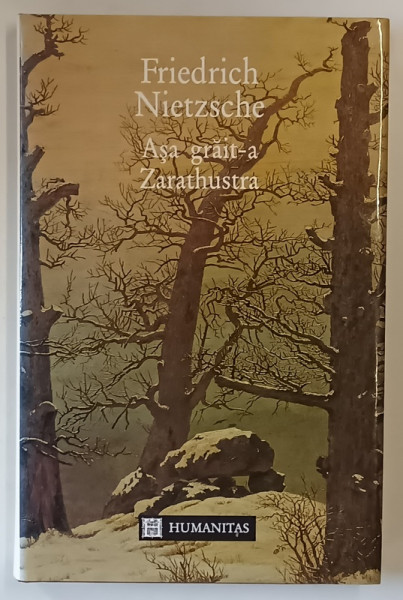 Friedrich
Nietzsche
Așa grăit-a
Zarathustra
HUMANITAS